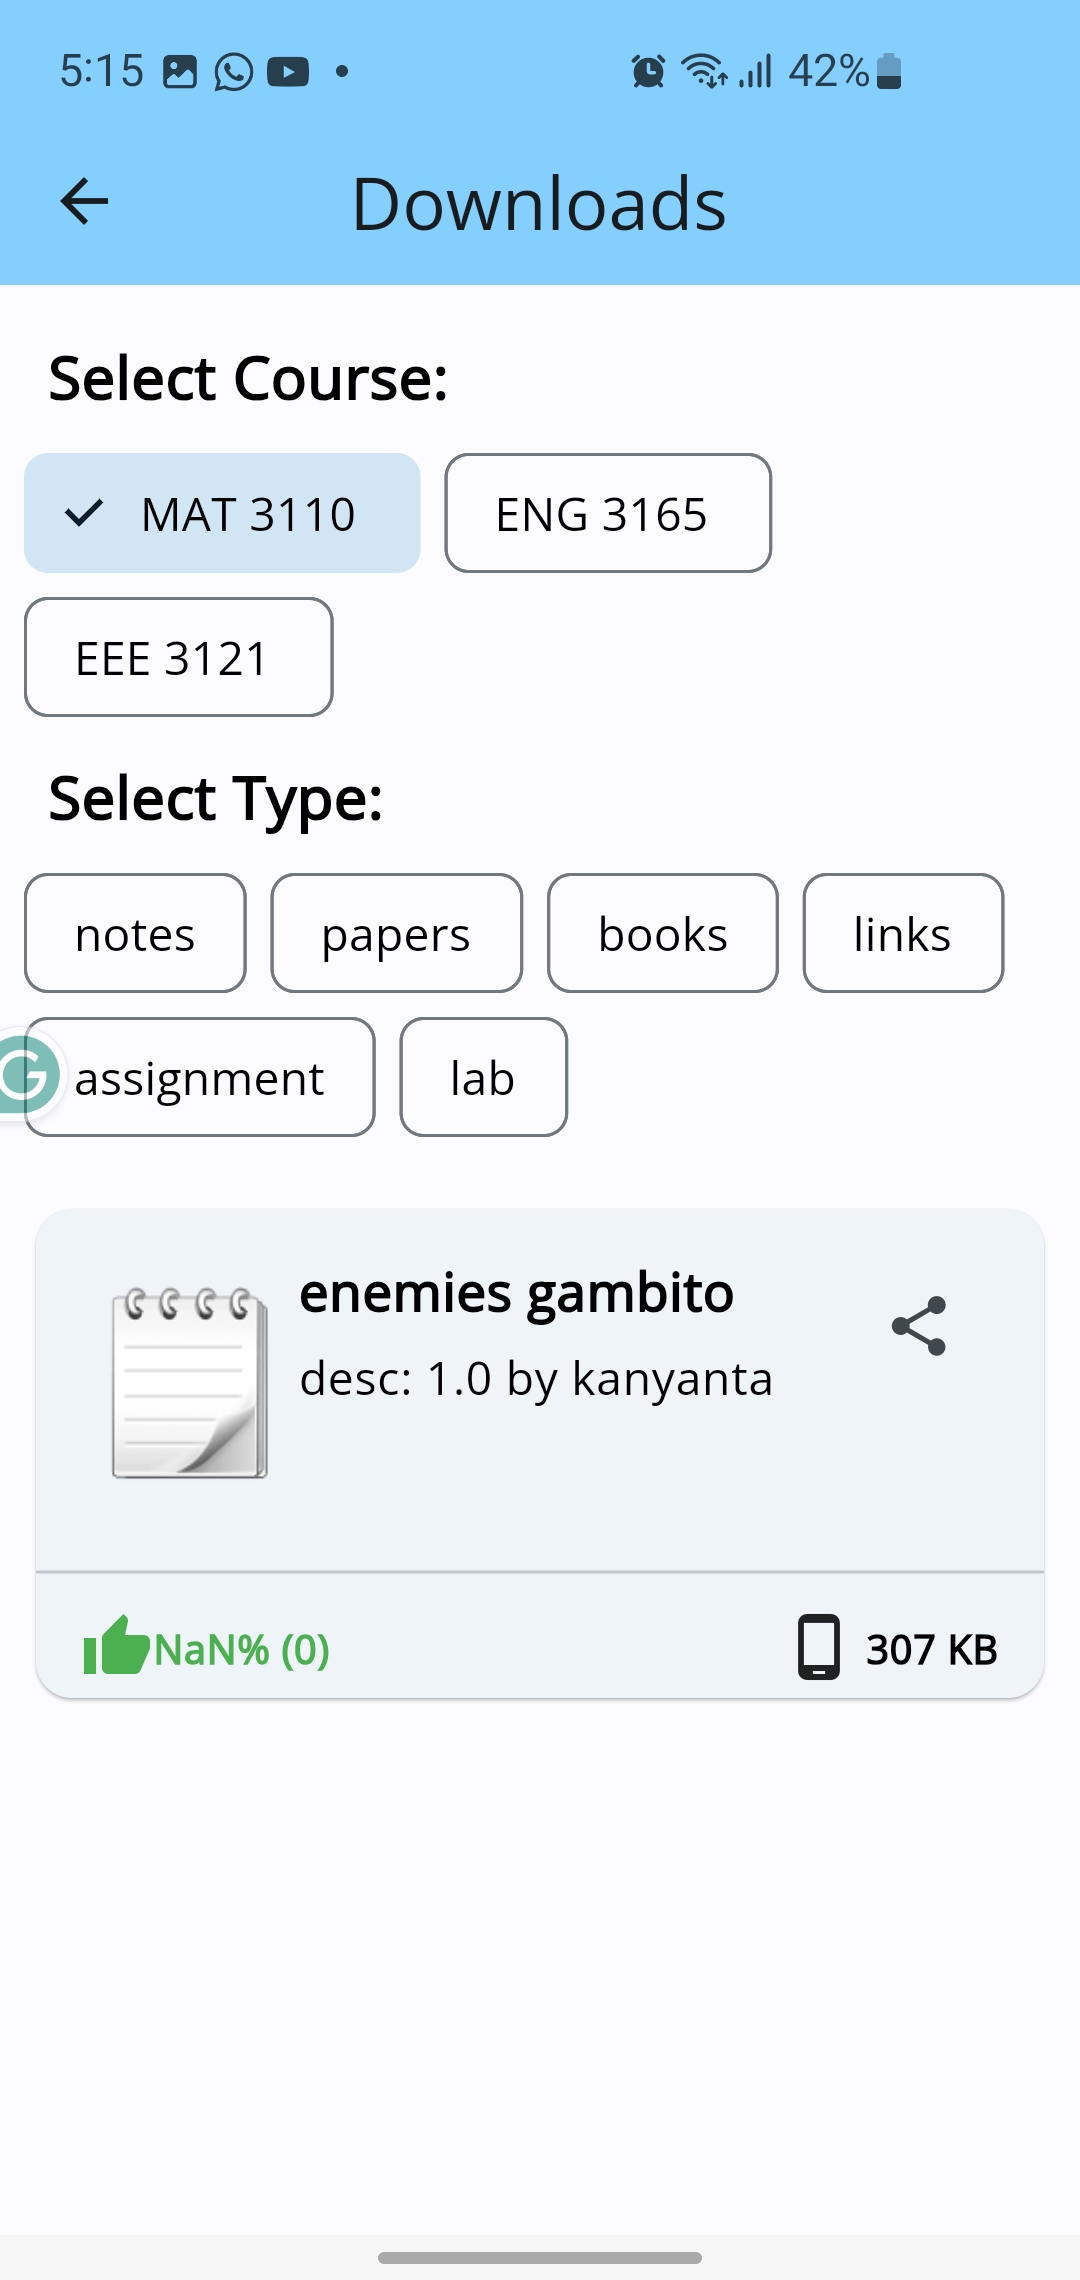 5:15 42%
Downloads
Select Course:
MAT 3110 ENG 3165
EEE 3121
Select Type:
notes papers books links
assignment lab
enemies gambito
desc: 1.0 by kanyanta
NaN% (0) 307 KB